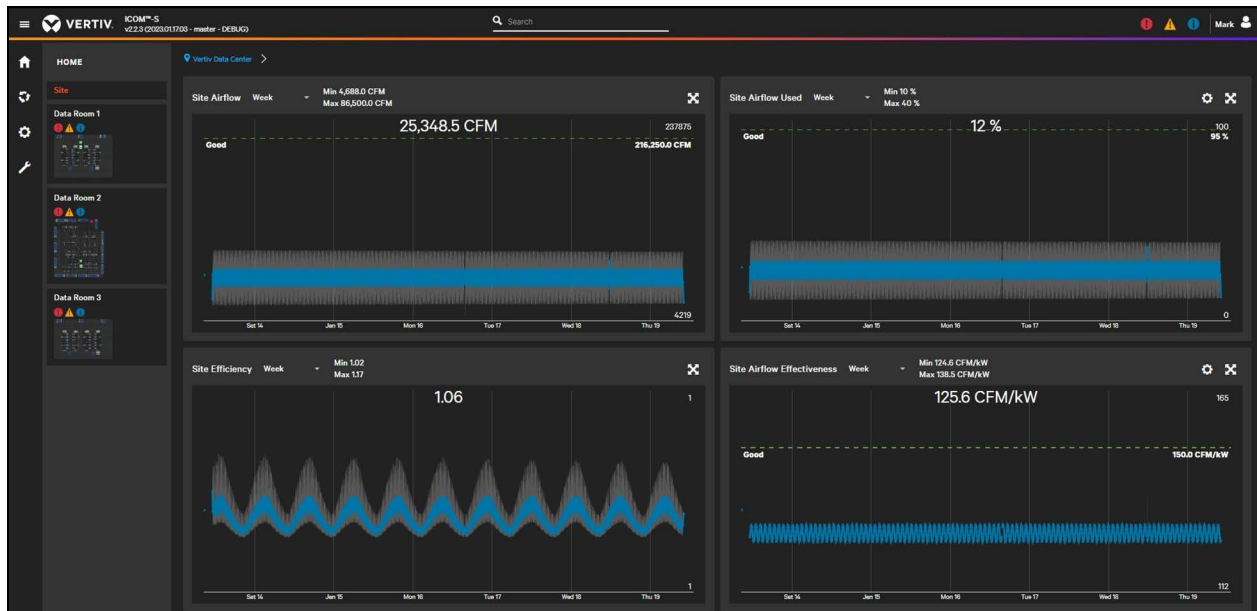 VERTIV.
ICOM™-S
v2.2.3 (2023.01.17.03 - master - DEBUG)
Search
Mark
HOME
Vertiv Data Center
Site
Data Room 1
Data Room 2
Data Room 3
Site Airflow Week
Min 4,688.0 CFM
Max 86,500.0 CFM
25,348.5 CFM
237875
Good
216,250.0 CFM
4219
Set 14 Jan 15 Mon 16 Tue 17 Wed 18 Thu 19
Site Airflow Used Week
Min 10 %
Max 40 %
12 %
100
Good
95 %
0
Set 14 Jan 15 Mon 16 Tue 17 Wed 18 Thu 19
Site Efficiency Week
Min 1.02
Max 1.17
1.06
1
1
Set 14 Jan 15 Mon 16 Tue 17 Wed 18 Thu 19
Site Airflow Effectiveness Week
Min 124.6 CFM/kW
Max 138.5 CFM/kW
125.6 CFM/kW
165
Good
150.0 CFM/kW
112
Set 14 Jan 15 Mon 16 Tue 17 Wed 18 Thu 19